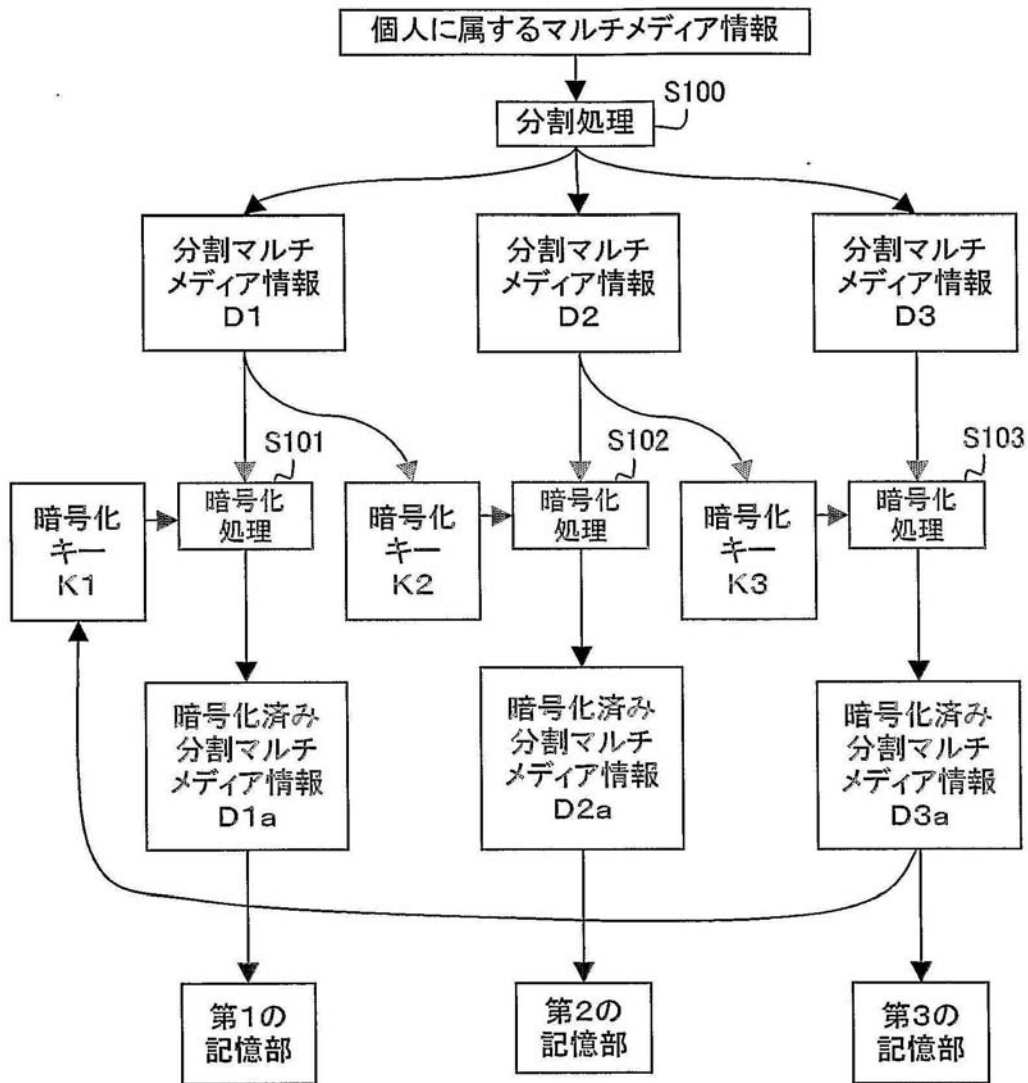 個人に属するマルチメディア情報
S100
分割処理
分割マルチ
メディア情報
D1
分割マルチ
メディア情報
D2
分割マルチ
メディア情報
D3
S101
S102
S103
暗号化
キー
K1
暗号化
処理
暗号化
キー
K2
暗号化
処理
暗号化
キー
K3
暗号化
処理
暗号化済み
分割マルチ
メディア情報
D1a
暗号化済み
分割マルチ
メディア情報
D2a
暗号化済み
分割マルチ
メディア情報
D3a
第1の
記憶部
第2の
記憶部
第3の
記憶部